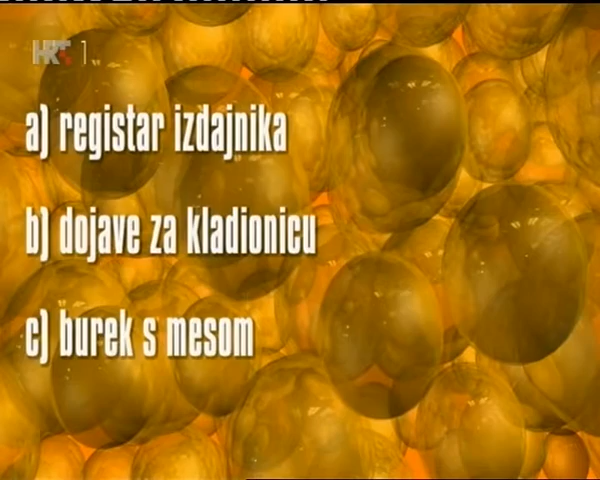 HRT 1
a) registar izdajnika
b) dojave za kladionicu
c) burek s mesom